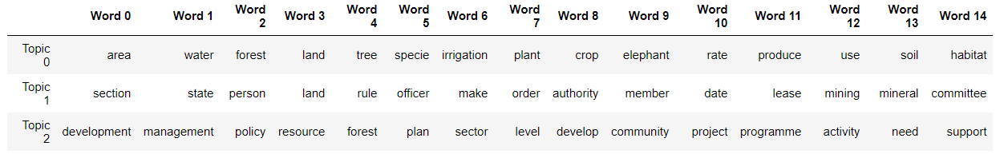 Word 0 Word 1 Word 2 Word 3 Word 4 Word 5 Word 6 Word 7 Word 8 Word 9 Word 10 Word 11 Word 12 Word 13 Word 14
Topic 0 area water forest land tree specie irrigation plant crop elephant rate produce use soil habitat
Topic 1 section state person land rule officer make order authority member date lease mining mineral committee
Topic 2 development management policy resource forest plan sector level develop community project programme activity need support